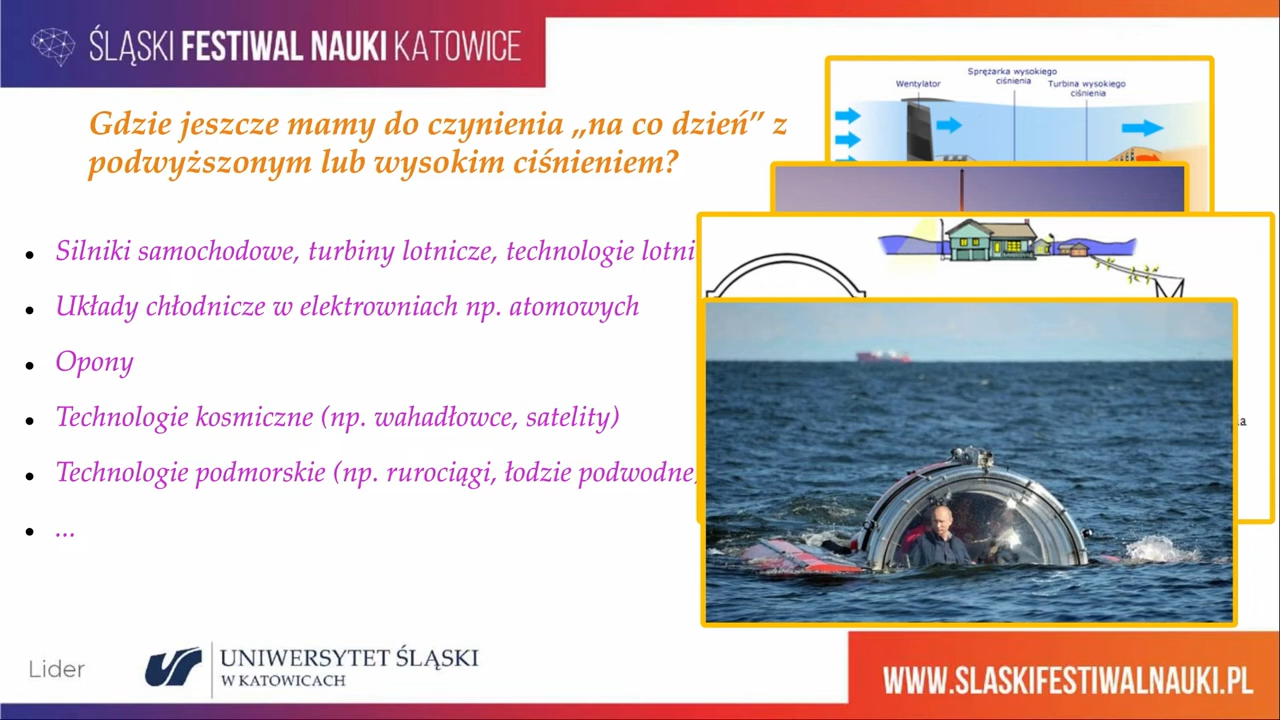 ŚLĄSKI FESTIWAL NAUKI KATOWICE
Gdzie jeszcze mamy do czynienia „na co dzień” z
podwyższonym lub wysokim ciśnieniem?
Silniki samochodowe, turbiny lotnicze, technologie
Układy chłodnicze w elektrowniach np. atomowych
Opony
Technologie kosmiczne (np. wahadłowce, satelity)
Technologie podmorskie (np. rurociągi, łodzie podwodne)
...
Wentylator
Sprężarka wysokiego
ciśnienia
Turbina wysokiego
ciśnienia
Lider
UNIWERSYTET ŚLĄSKI
W KATOWICACH
WWW.SLASKIFESTIWALNAUKI.PL